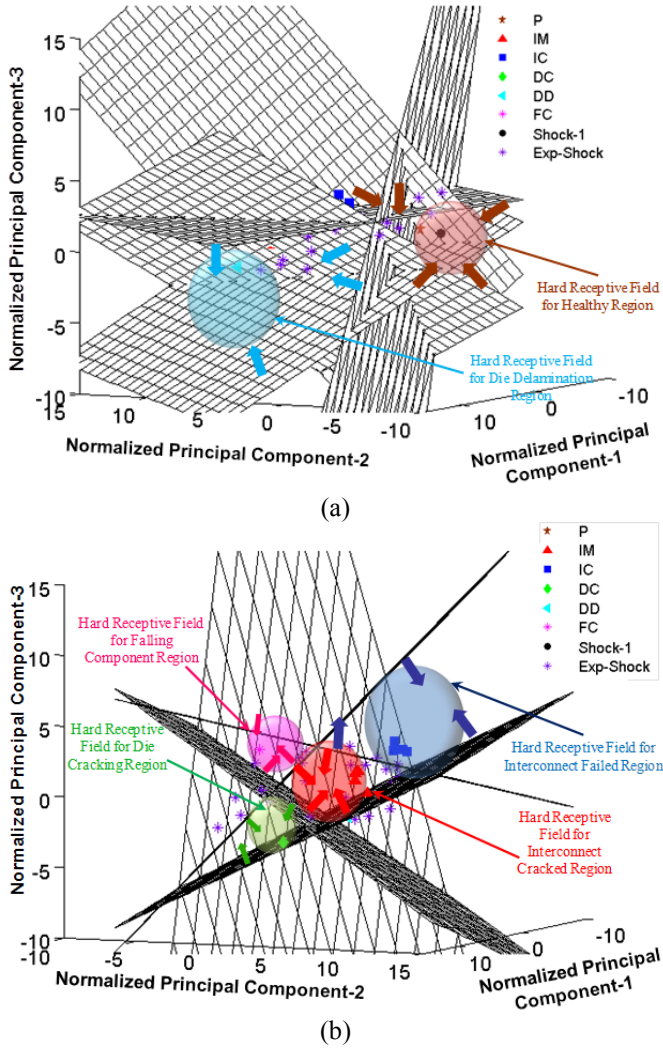 15
10
5
0
-5
-10
Normalized Principal Component-3
P
IM
IC
DC
DD
FC
Shock-1
Exp-Shock
Hard Receptive Field
for Healthy Region
Hard Receptive Field
for Die Delamination
Region
15
10
5
0
-5
-10
Normalized Principal Component-2
10
0
-10
Normalized Principal
Component-1
(a)
15
10
5
0
-5
-10
Normalized Principal Component-3
P
IM
IC
DC
DD
FC
Shock-1
Exp-Shock
Hard Receptive Field
for Falling
Component Region
Hard Receptive
Field for Die
Cracking Region
Hard Receptive Field for
Interconnect Failed Region
Hard Receptive
Field for
Interconnect
Cracked Region
-5
0
5
10
15
Normalized Principal Component-2
10
0
-10
Normalized Principal
Component-1
(b)